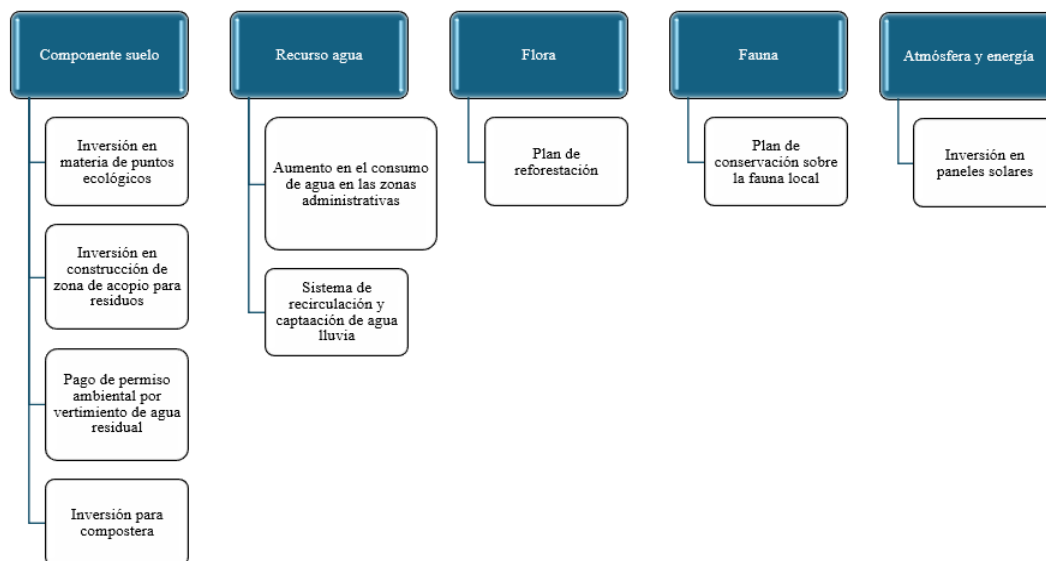 Componente suelo
Inversión en
materia de puntos
ecológicos
Inversión en
construcción de
zona de acopio para
residuos
Pago de permiso
ambiental por
vertimiento de agua
residual
Inversión para
compostera
Recurso agua
Aumento en el consumo
de agua en las zonas
administrativas
Sistema de
recirculación y
captaación de agua
lluvia
Flora
Plan de
reforestación
Fauna
Plan de
conservación sobre
la fauna local
Atmósfera y energía
Inversión en
paneles solares